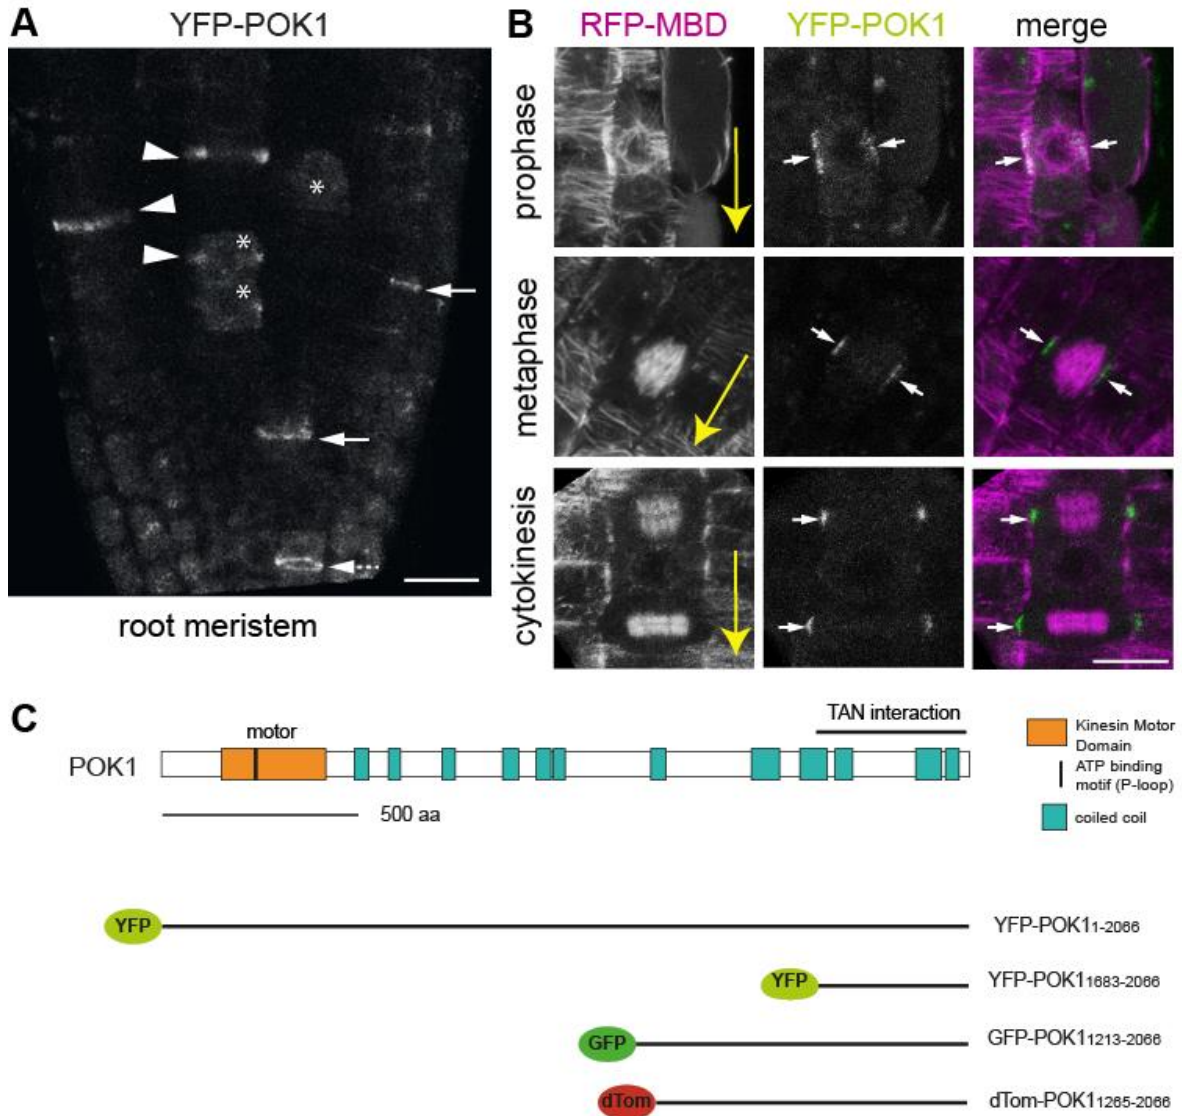 A
YFP-POK1
*
*
*
root meristem
B
RFP-MBD
YFP-POK1
merge
prophase
metaphase
cytokinesis
C
motor
TAN interaction
POK1
500 aa
Kinesin Motor
Domain
ATP binding
motif (P-loop)
coiled coil
YFP
YFP-POK11-2066
YFP
YFP-POK11683-2066
GFP
GFP-POK11213-2066
dTom
dTom-POK11265-2066